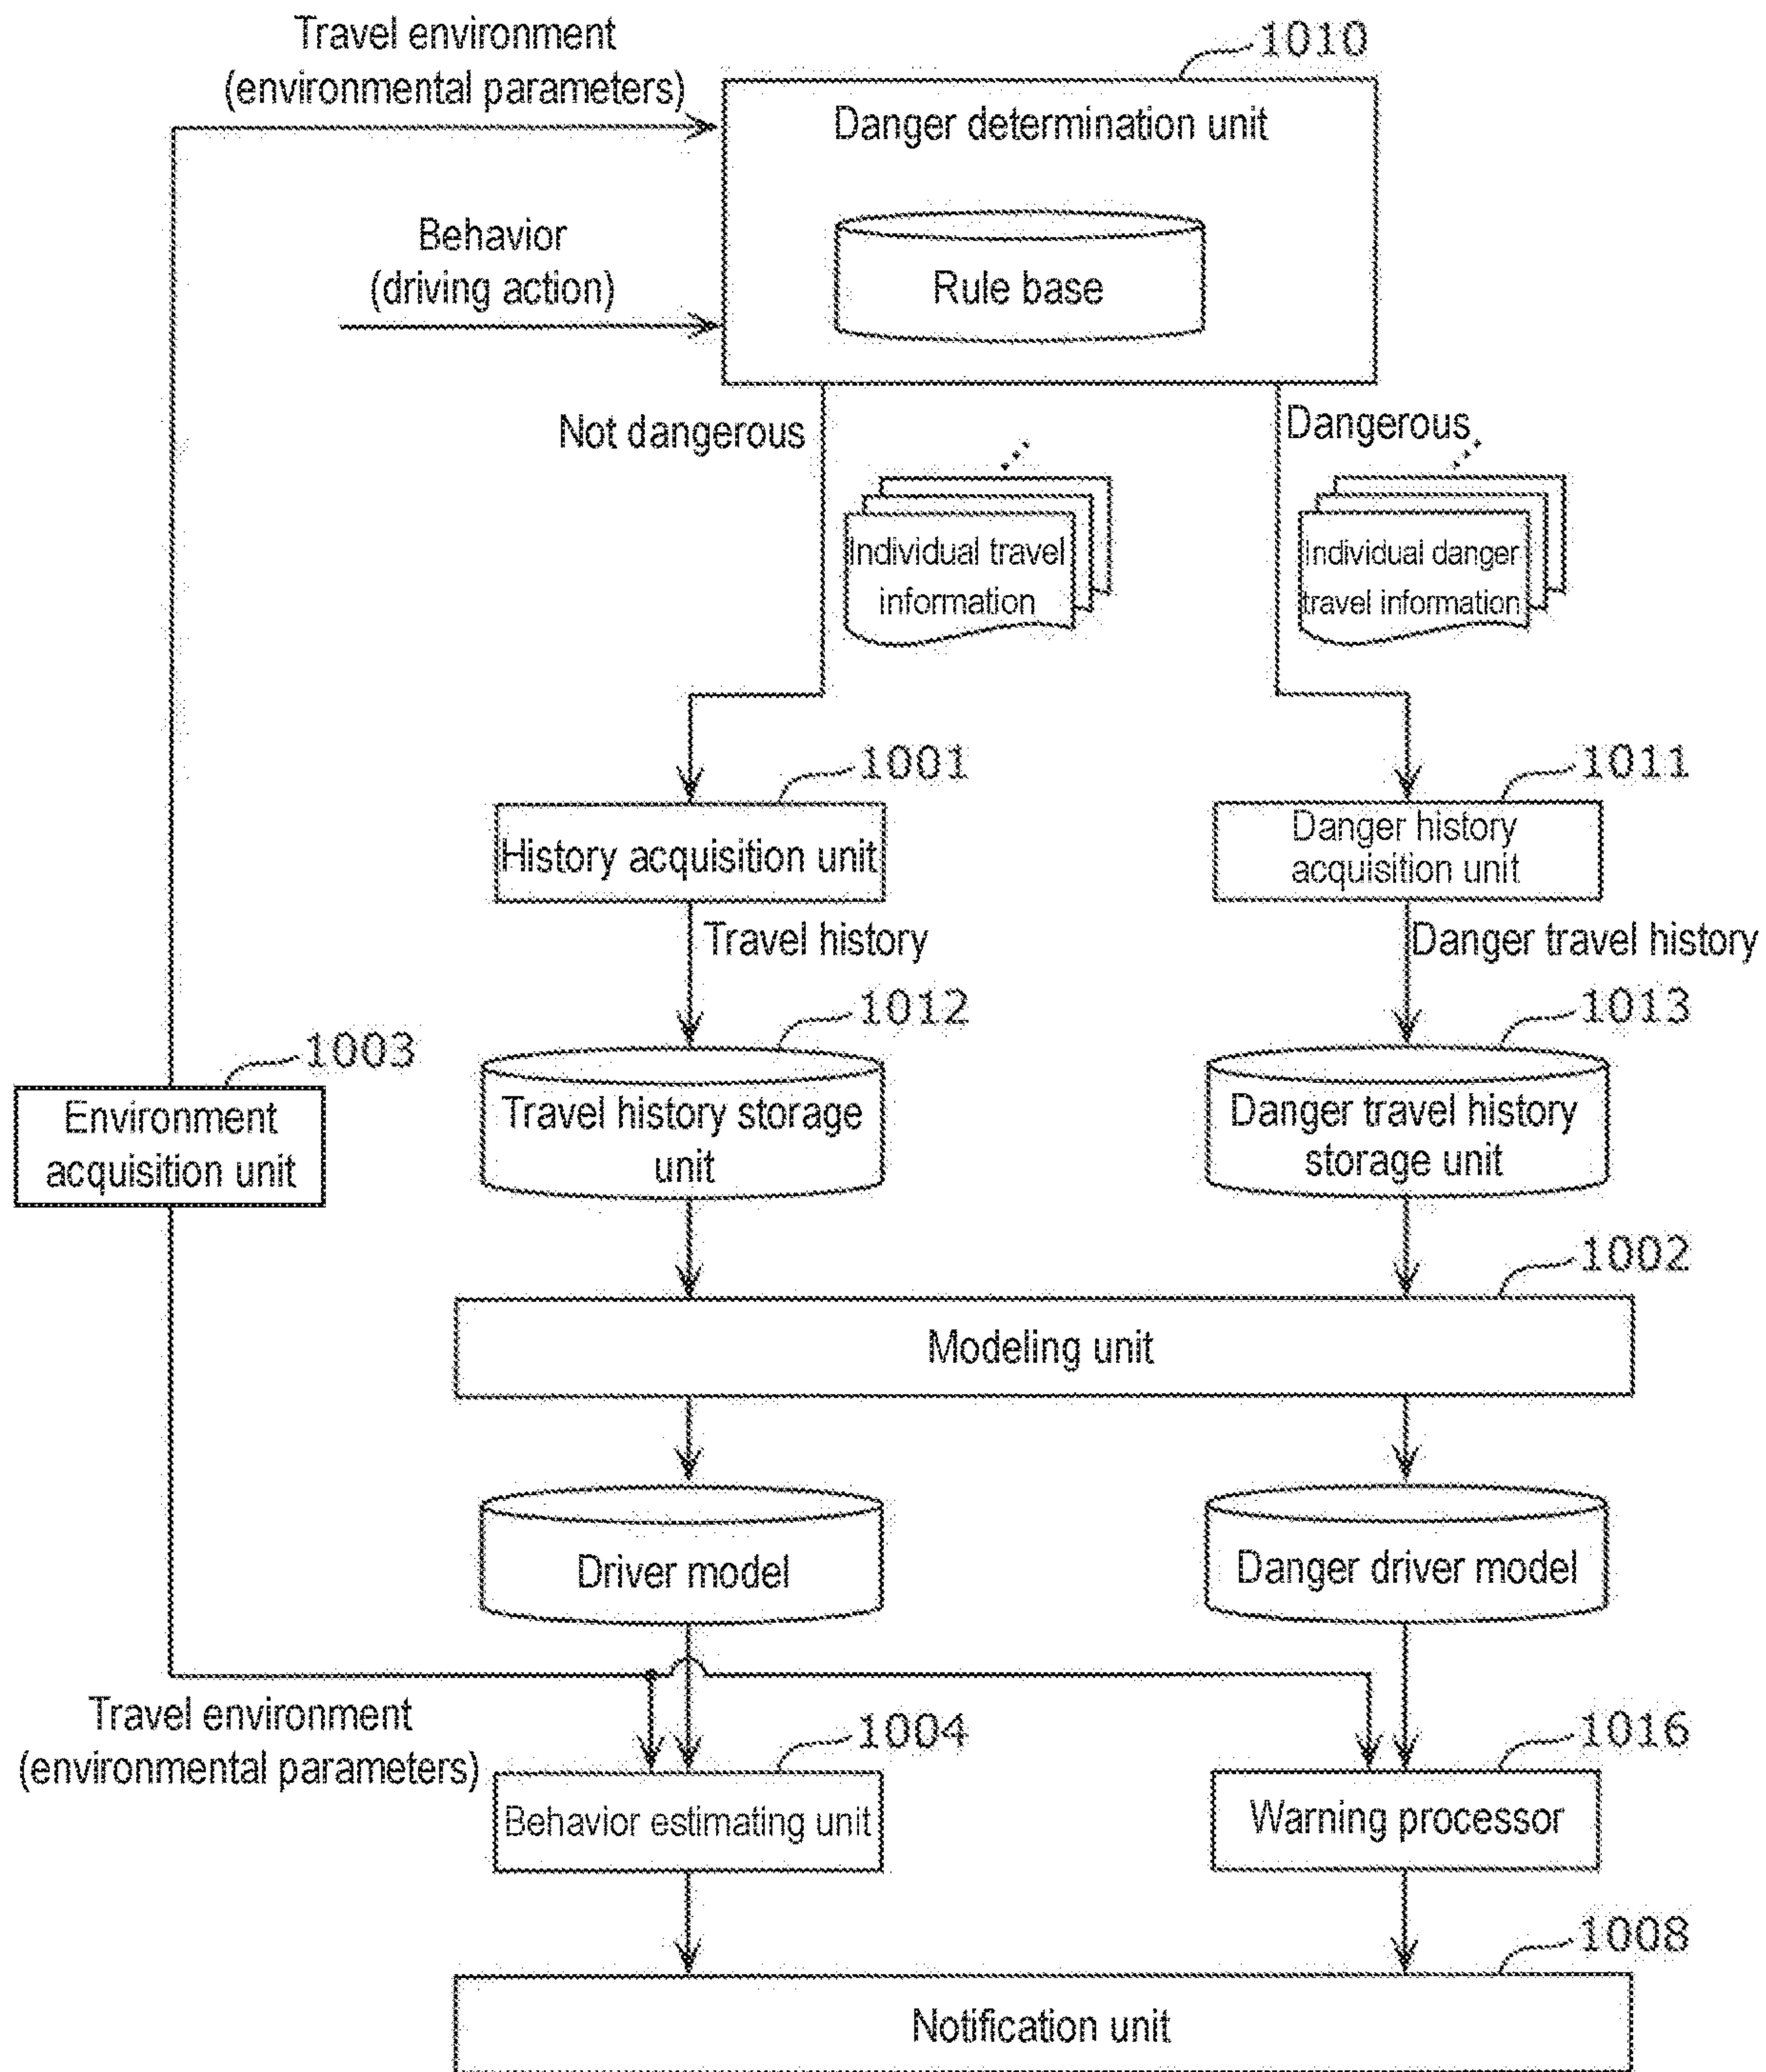 Travel environment
(environmental parameters)
1010
Danger determination unit
Behavior
(driving action)
Rule base
Not dangerous
Dangerous
Individual travel
information
Individual danger
travel information
1001
1011
History acquisition unit
Danger history
acquisition unit
Travel history
Danger travel history
1012
1013
1003
Environment
acquisition unit
Travel history storage
unit
Danger travel history
storage unit
1002
Modeling unit
Driver model
Danger driver model
Travel environment
(environmental parameters)
1004
1016
Behavior estimating unit
Warning processor
1008
Notification unit